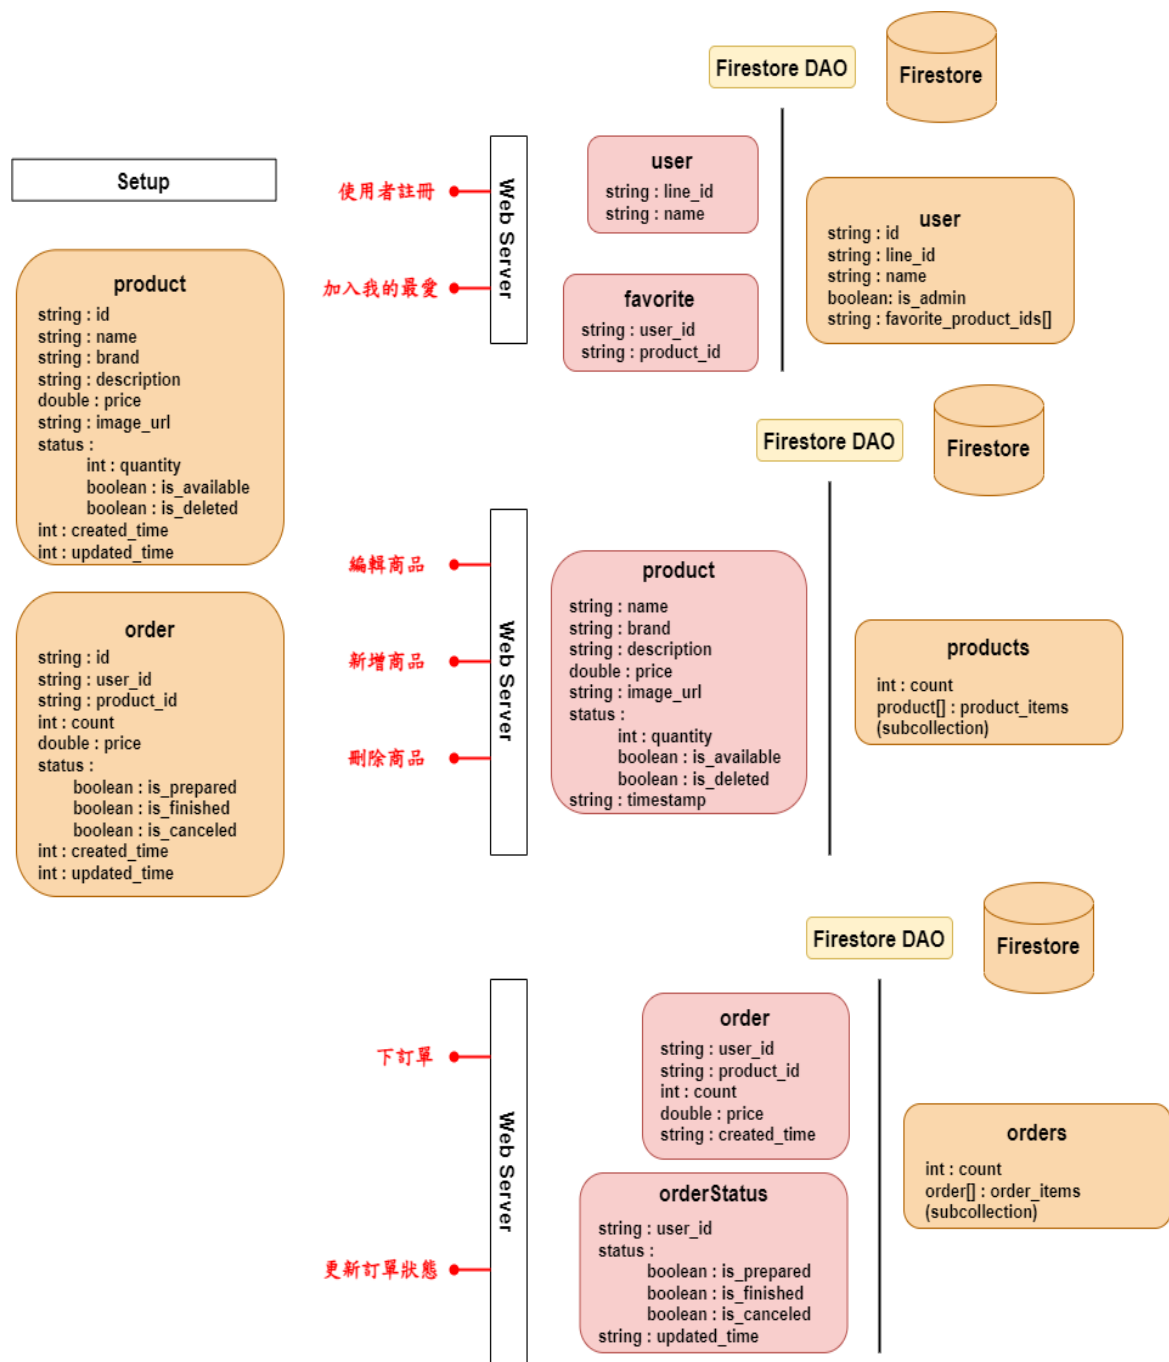 Setup
product
string : id
string : name
string : brand
string : description
double : price
string : image_url
status :
int : quantity
boolean : is_available
boolean : is_deleted
int : created_time
int : updated_time
order
string : id
string : user_id
string : product_id
int : count
double : price
status :
boolean : is_prepared
boolean : is_finished
boolean : is_canceled
int : created_time
int : updated_time
Firestore DAO
Firestore
使用者註冊
加入我的最愛
Web Server
user
string : line_id
string : name
favorite
string : user_id
string : product_id
user
string : id
string : line_id
string : name
boolean: is_admin
string : favorite_product_ids[]
Firestore DAO
Firestore
編輯商品
新增商品
刪除商品
Web Server
product
string : name
string : brand
string : description
double : price
string : image_url
status :
int : quantity
boolean : is_available
boolean : is_deleted
string : timestamp
products
int : count
product[] : product_items
(subcollection)
Firestore DAO
Firestore
下訂單
更新訂單狀態
Web Server
order
string : user_id
string : product_id
int : count
double : price
string : created_time
orderStatus
string : user_id
status :
boolean : is_prepared
boolean : is_finished
boolean : is_canceled
string : updated_time
orders
int : count
order[] : order_items
(subcollection)